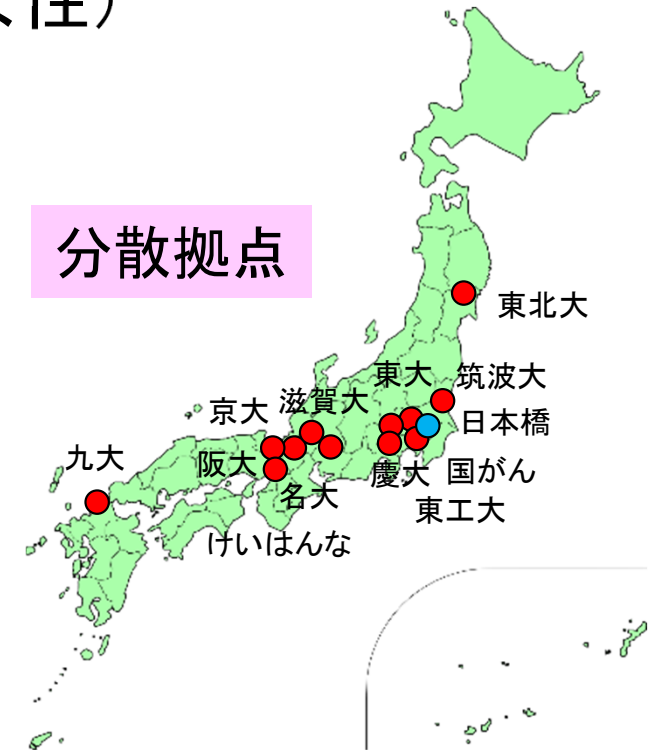 分散拠点
東北大
東大
筑波大
滋賀大
京大
日本橋
九大
阪大
慶大
国がん
名大
東工大
けいはんな